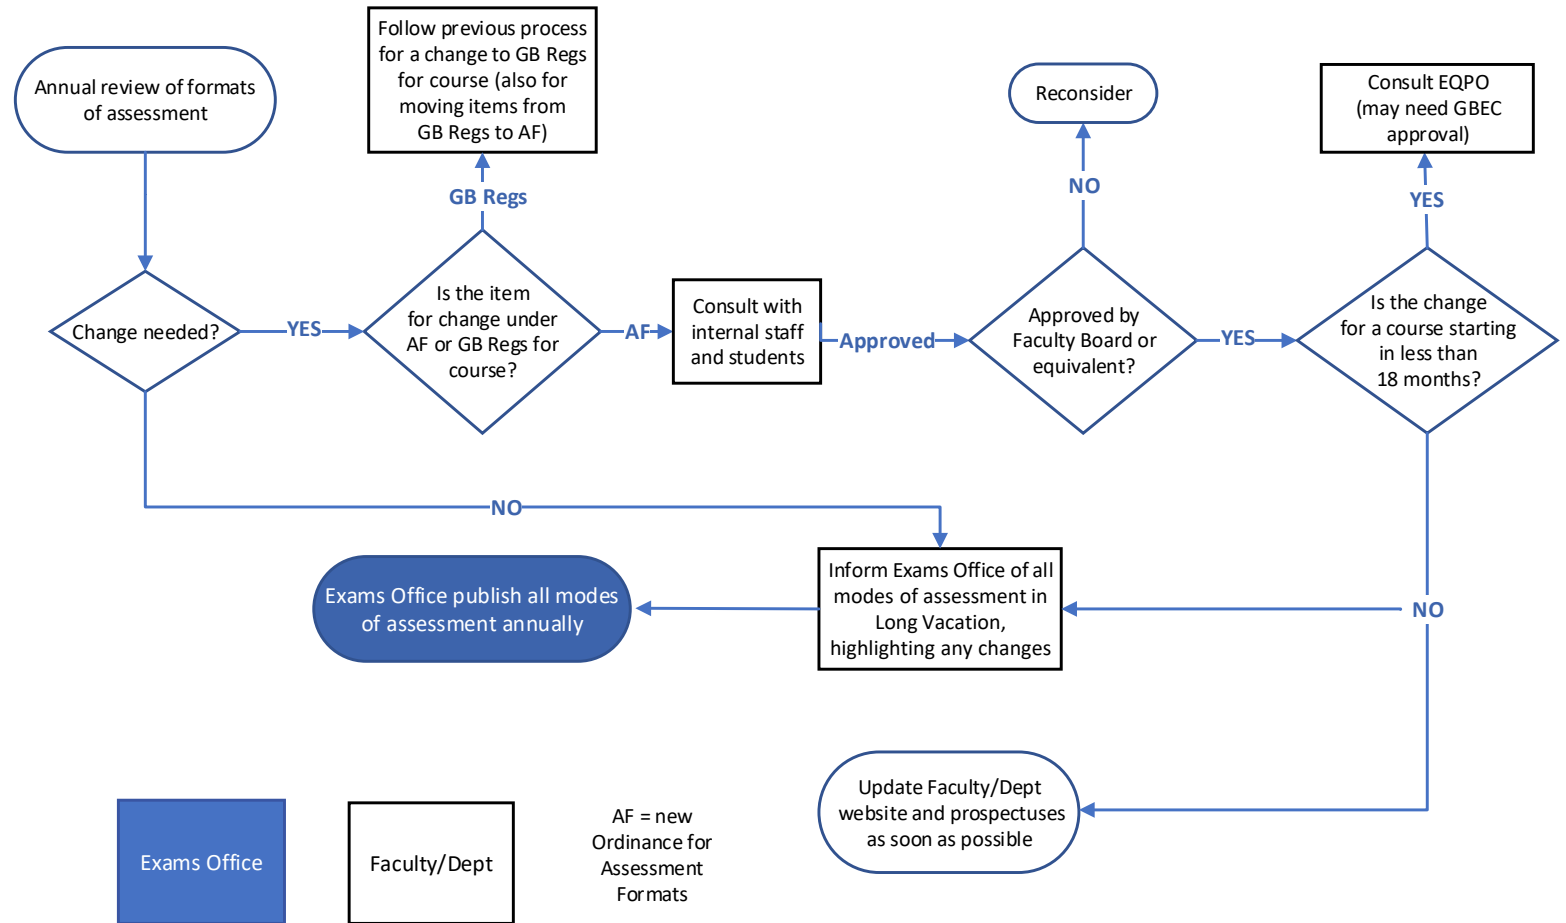 Annual review of formats
of assessment
Follow previous process
for a change to GB Regs
for course (also for
moving items from
GB Regs to AF)
Reconsider
Consult EQPO
(may need GBEC
approval)
GB Regs
NO
YES
Change needed?
YES
Is the item
for change under
AF or GB Regs for
course?
AF
Consult with
internal staff
and students
Approved
Approved by
Faculty Board or
equivalent?
YES
Is the change
for a course starting
in less than
18 months?
NO
Exams Office publish all modes
of assessment annually
Inform Exams Office of all
modes of assessment in
Long Vacation,
highlighting any changes
NO
Update Faculty/Dept
website and prospectuses
as soon as possible
Exams Office
Faculty/Dept
AF = new
Ordinance for
Assessment
Formats